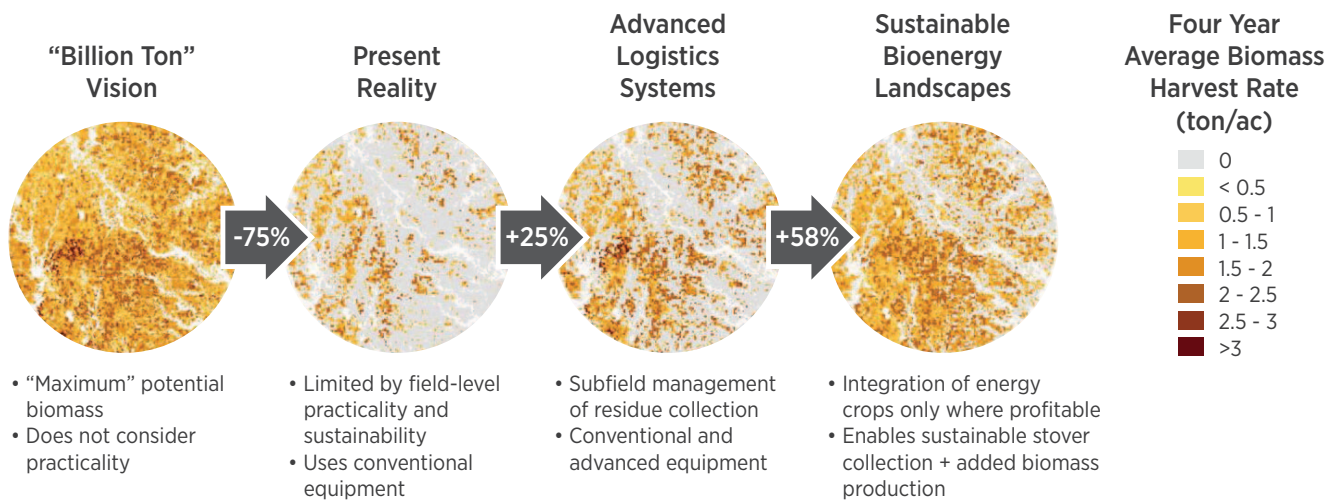 “Billion Ton”
Vision
Present
Reality
Advanced
Logistics
Systems
Sustainable
Bioenergy
Landscapes
Four Year
Average Biomass
Harvest Rate
(ton/ac)
-75%
+25%
+58%
0
< 0.5
0.5 - 1
1 - 1.5
1.5 - 2
2 - 2.5
2.5 - 3
>3
• “Maximum” potential
biomass
• Does not consider
practicality
• Limited by field-level
practicality and
sustainability
• Uses conventional
equipment
• Subfield management
of residue collection
• Conventional and
advanced equipment
• Integration of energy
crops only where profitable
• Enables sustainable stover
collection + added biomass
production